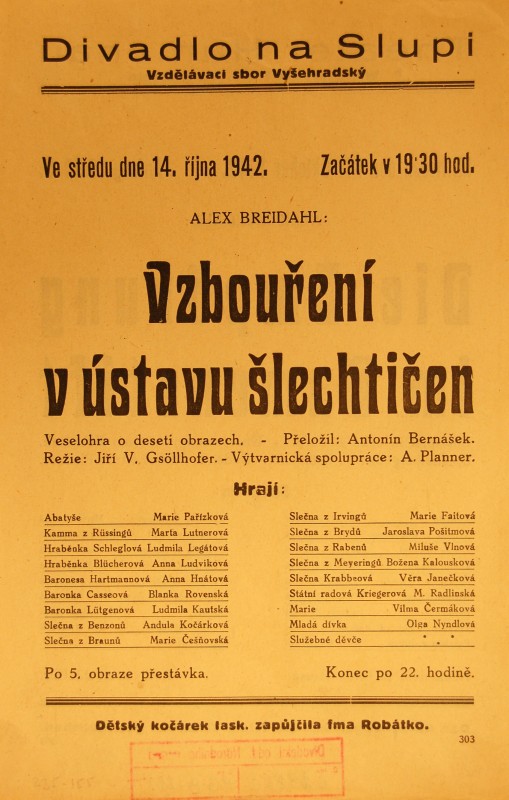 Divadlo na Slupi
Vzdělávací sbor Vyšehradský
Ve středu dne 14. října 1942. Začátek v 19·30 hod.
ALEX BREIDAHL:
Vzbouření
v ústavu šlechtičen
Veselohra o deseti obrazech. - Přeložil: Antonín Bernášek.
Režie: Jiří V. Gsöllhofer. - Výtvarnická spolupráce: A. Planner.
Hrají:
Abatyše Marie Pařízková
Kamma z Rüssingů Marta Lutnerová
Hraběnka Schleglová Ludmila Legátová
Hraběnka Blücherová Anna Ludvíková
Baronesa Hartmannová Anna Hnátová
Baronka Casseová Blanka Rovenská
Baronka Lütgenová Ludmila Kautská
Slečna z Benzonů Andula Kočárková
Slečna z Braunů Marie Češňovská
Slečna z Irvingů Marie Faitová
Slečna z Brydů Jaroslava Pošitmová
Slečna z Rabenů Miluše Vlnová
Slečna z Meyeringů Božena Kalousková
Slečna Krabbeová Věra Janečková
Státní radová Kriegerová M. Radlinská
Marie Vilma Čermáková
Mladá dívka Olga Nyndlová
Služebné děvče * * *
Po 5. obraze přestávka. Konec po 22. hodině.
Dětský kočárek lask. zapůjčila fma Robátko.
303